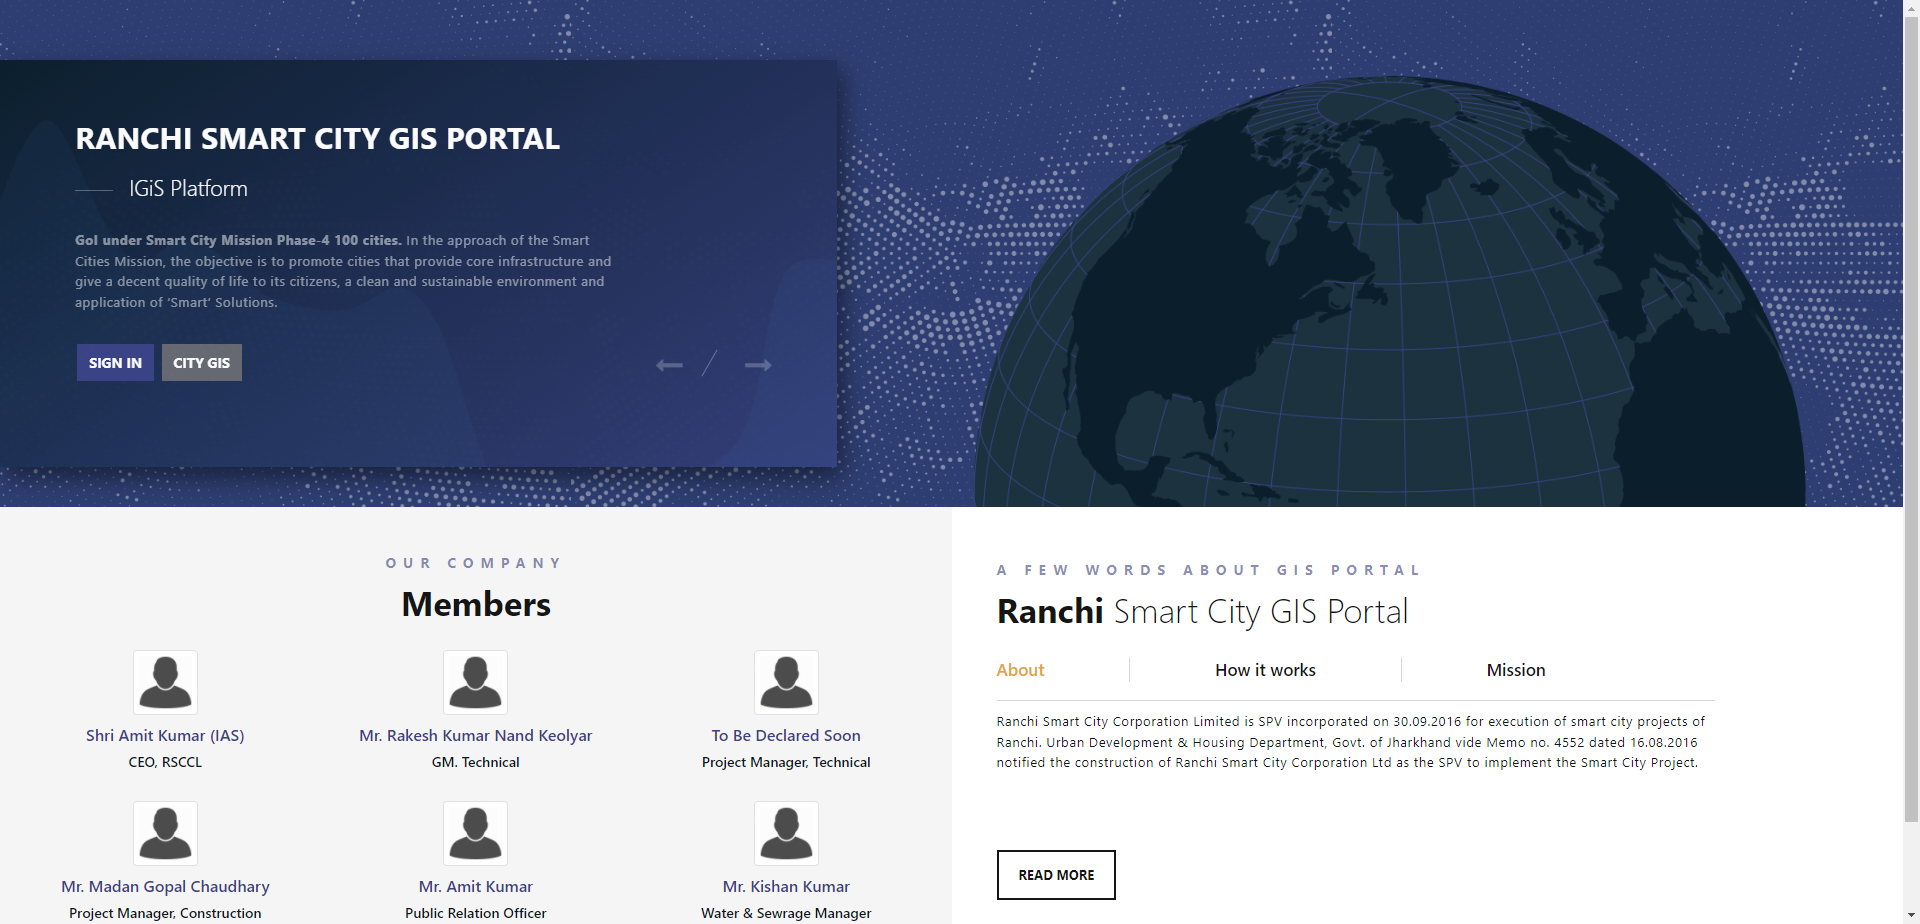 RANCHI SMART CITY GIS PORTAL
IGiS Platform
GoI under Smart City Mission Phase-4 100 cities. In the approach of the Smart
Cities Mission, the objective is to promote cities that provide core infrastructure and
give a decent quality of life to its citizens, a clean and sustainable environment and
application of 'Smart' Solutions.
SIGN IN
CITY GIS
OUR COMPANY
Members
Shri Amit Kumar (IAS)
CEO, RSCCL
Mr. Rakesh Kumar Nand Keolyar
GM. Technical
To Be Declared Soon
Project Manager, Technical
Mr. Madan Gopal Chaudhary
Project Manager, Construction
Mr. Amit Kumar
Public Relation Officer
Mr. Kishan Kumar
Water & Sewrage Manager
A FEW WORDS ABOUT GIS PORTAL
Ranchi Smart City GIS Portal
About
How it works
Mission
Ranchi Smart City Corporation Limited is SPV incorporated on 30.09.2016 for execution of smart city projects of
Ranchi. Urban Development & Housing Department, Govt. of Jharkhand vide Memo no. 4552 dated 16.08.2016
notified the construction of Ranchi Smart City Corporation Ltd as the SPV to implement the Smart City Project.
READ MORE